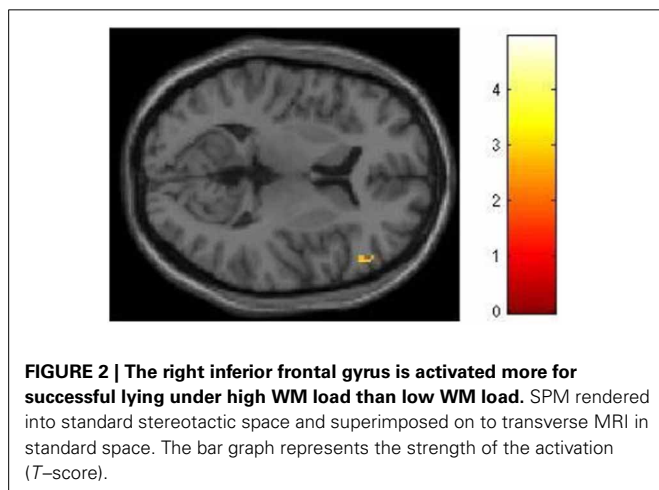 4
3
2
1
0
FIGURE 2 | The right inferior frontal gyrus is activated more for
successful lying under high WM load than low WM load. SPM rendered
into standard stereotactic space and superimposed on to transverse MRI in
standard space. The bar graph represents the strength of the activation
(T–score).